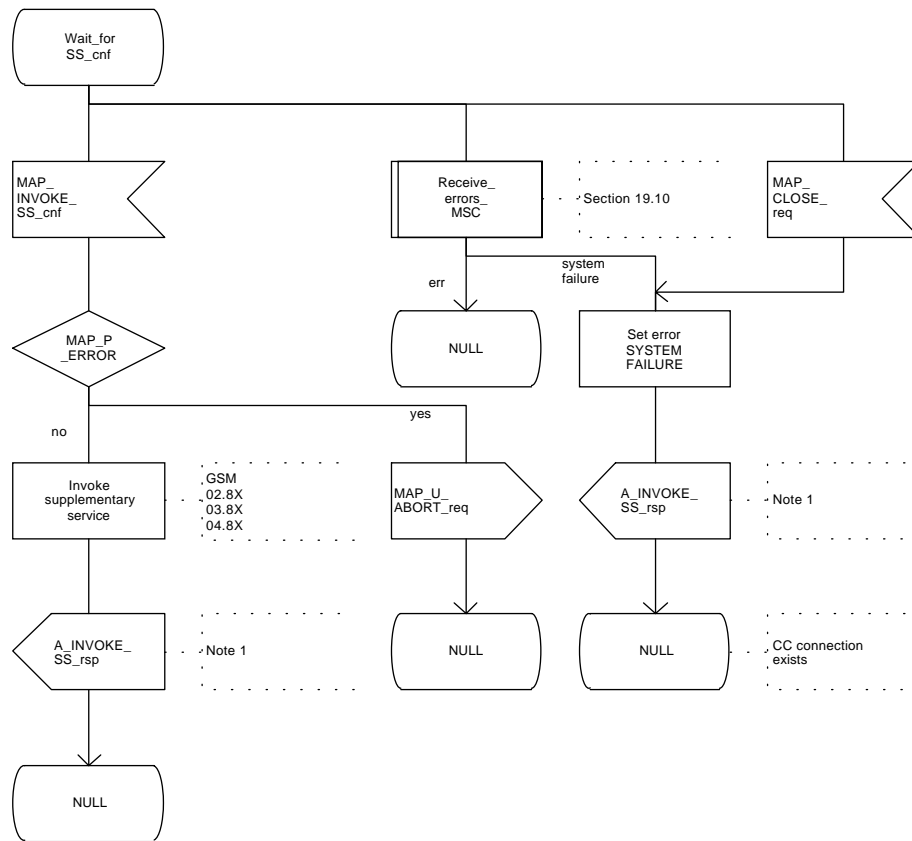 Wait_for
SS_cnf
MAP_
INVOKE_
SS_cnf
Receive_
errors_
MSC
Section 19.10
MAP_
CLOSE_
req
err
system
failure
MAP_P
_ERROR
NULL
Set error
SYSTEM
FAILURE
no
yes
Invoke
supplementary
service
GSM
02.8X
03.8X
04.8X
MAP_U_
ABORT_req
A_INVOKE_
SS_rsp
Note 1
A_INVOKE_
SS_rsp
Note 1
NULL
NULL
CC connection
exists
NULL